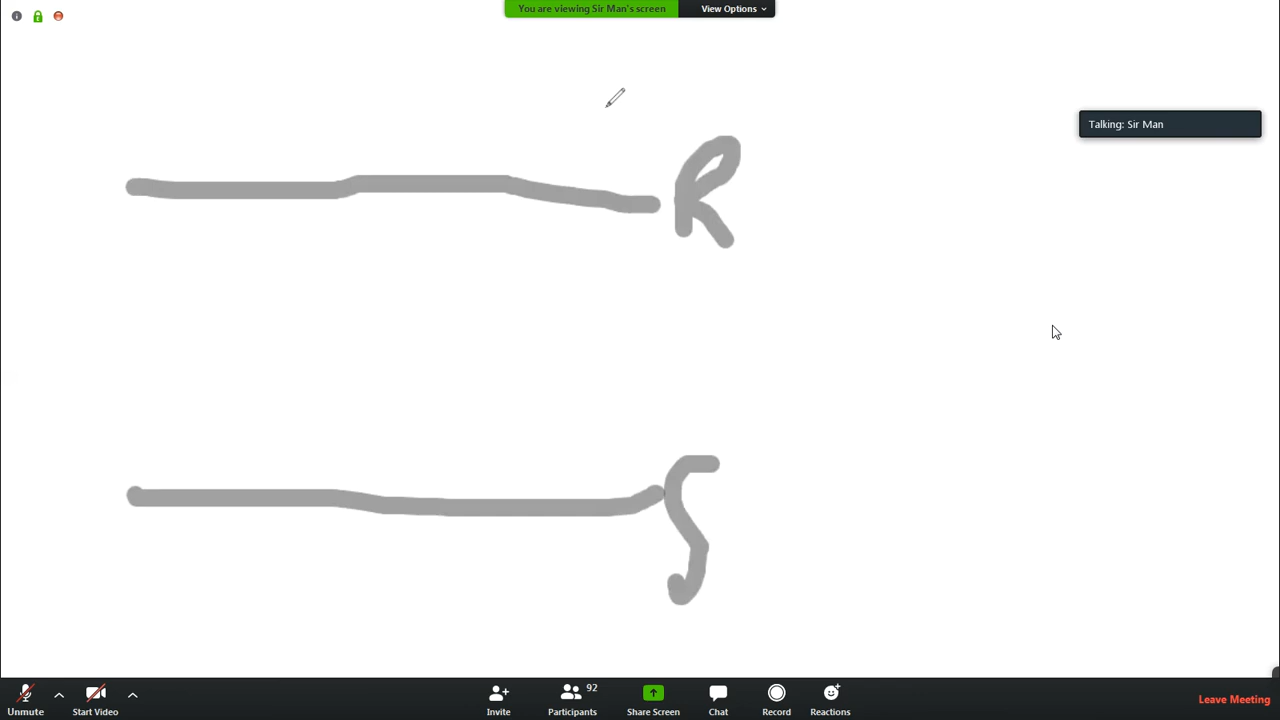 You are viewing Sir Man's screen View Options
Talking: Sir Man
R
S
Unmute Start Video Invite Participants 92 Share Screen Chat Record Reactions Leave Meeting